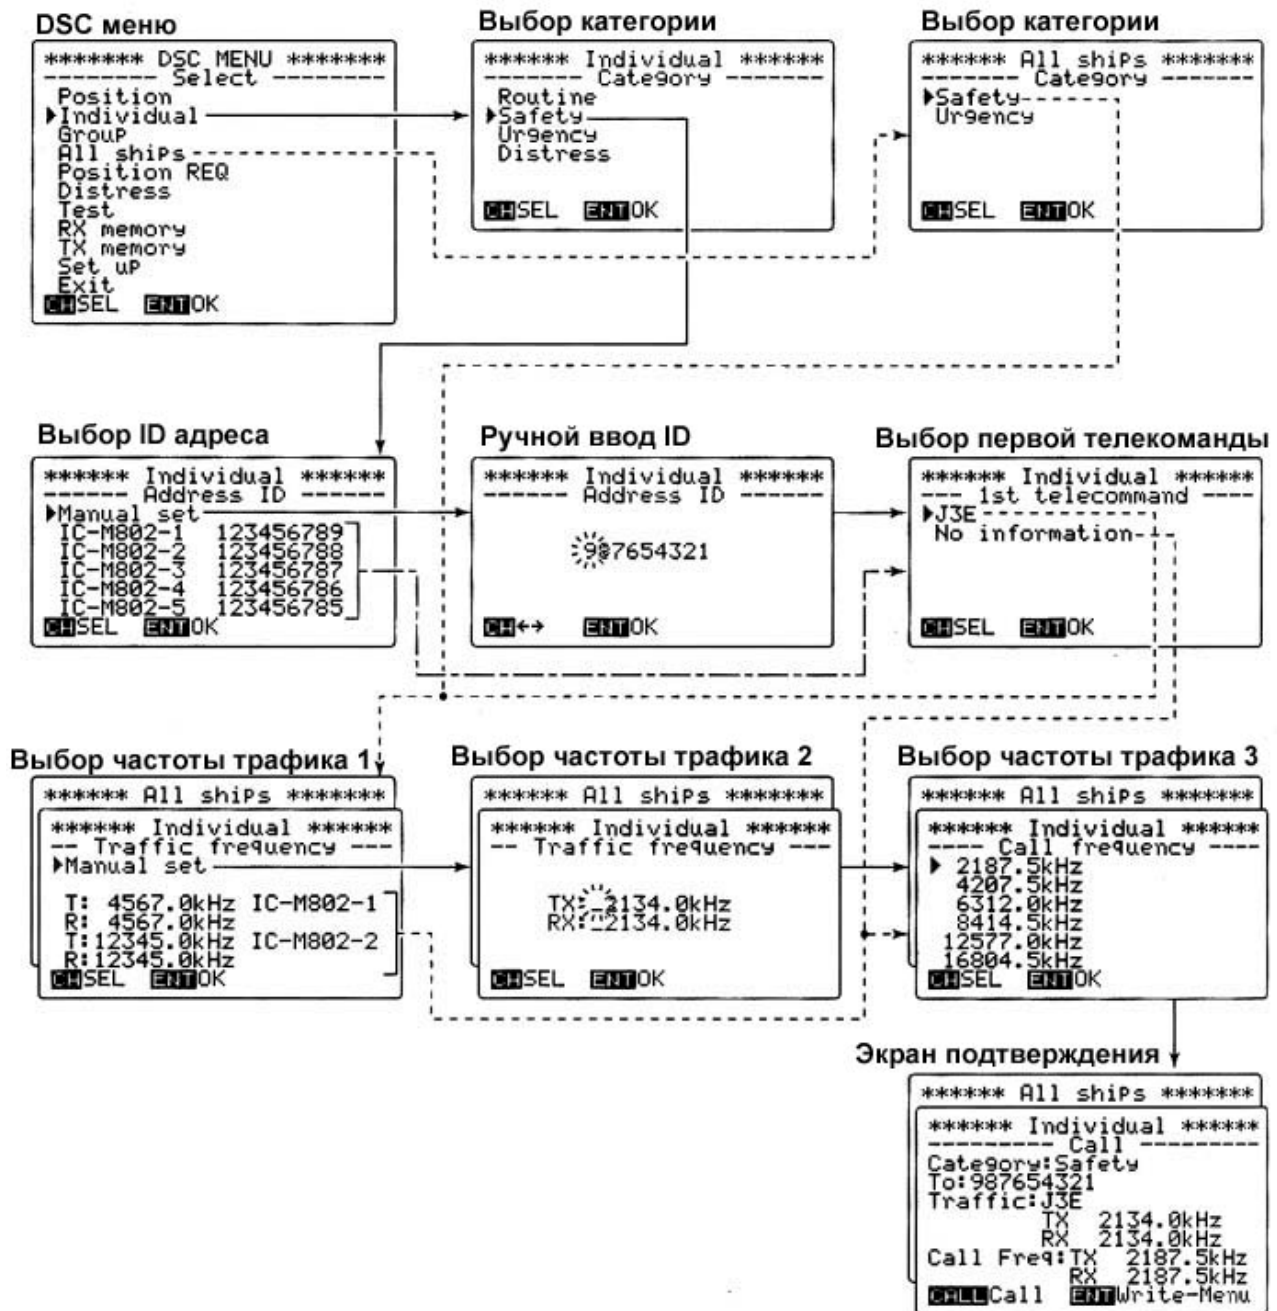 DSC меню
******* DSC MENU *******
-------- Select --------
Position
▶Individual
Group
All ships
Position REQ
Distress
Test
RX memory
TX memory
Set up
Exit
CH SEL ENT OK
Выбор категории
****** Individual ******
------- Category -------
Routine
▶Safety
Urgency
Distress
CH SEL ENT OK
Выбор категории
****** All ships *******
------- Category -------
▶Safety
Urgency
CH SEL ENT OK
Выбор ID адреса
****** Individual ******
------ Address ID ------
▶Manual set
IC-M802-1 123456789
IC-M802-2 123456788
IC-M802-3 123456787
IC-M802-4 123456786
IC-M802-5 123456785
CH SEL ENT OK
Ручной ввод ID
****** Individual ******
------ Address ID ------
987654321
CH ←→ ENT OK
Выбор первой телекоманды
****** Individual ******
--- 1st telecommand ----
▶J3E
No information
CH SEL ENT OK
Выбор частоты трафика 1
****** All ships *******
****** Individual ******
-- Traffic frequency ---
▶Manual set
T: 4567.0kHz IC-M802-1
R: 4567.0kHz
T:12345.0kHz IC-M802-2
R:12345.0kHz
CH SEL ENT OK
Выбор частоты трафика 2
****** All ships *******
****** Individual ******
-- Traffic frequency ---
TX:_2134.0kHz
RX:_2134.0kHz
CH SEL ENT OK
Выбор частоты трафика 3
****** All ships *******
****** Individual ******
---- Call frequency ----
▶ 2187.5kHz
4207.5kHz
6312.0kHz
8414.5kHz
12577.0kHz
16804.5kHz
CH SEL ENT OK
Экран подтверждения
****** All ships *******
****** Individual ******
--------- Call ---------
Category:Safety
To:987654321
Traffic:J3E
TX 2134.0kHz
RX 2134.0kHz
Call Freq:TX 2187.5kHz
RX 2187.5kHz
CALL Call ENT Write-Menu